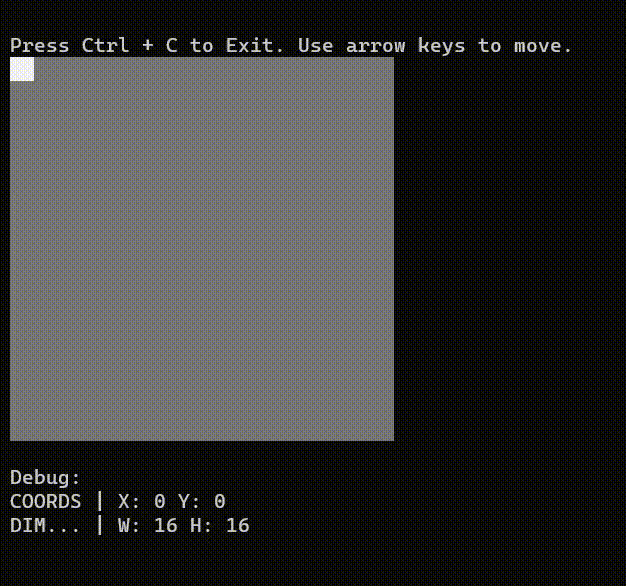 Press Ctrl + C to Exit. Use arrow keys to move.
Debug:
COORDS | X: 0 Y: 0
DIM... | W: 16 H: 16